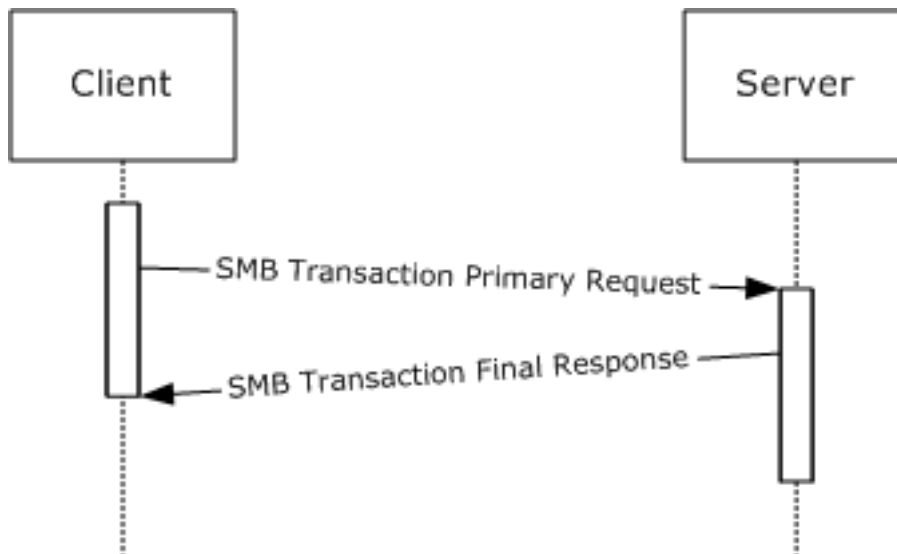 Client
Server
SMB Transaction Primary Request
SMB Transaction Final Response